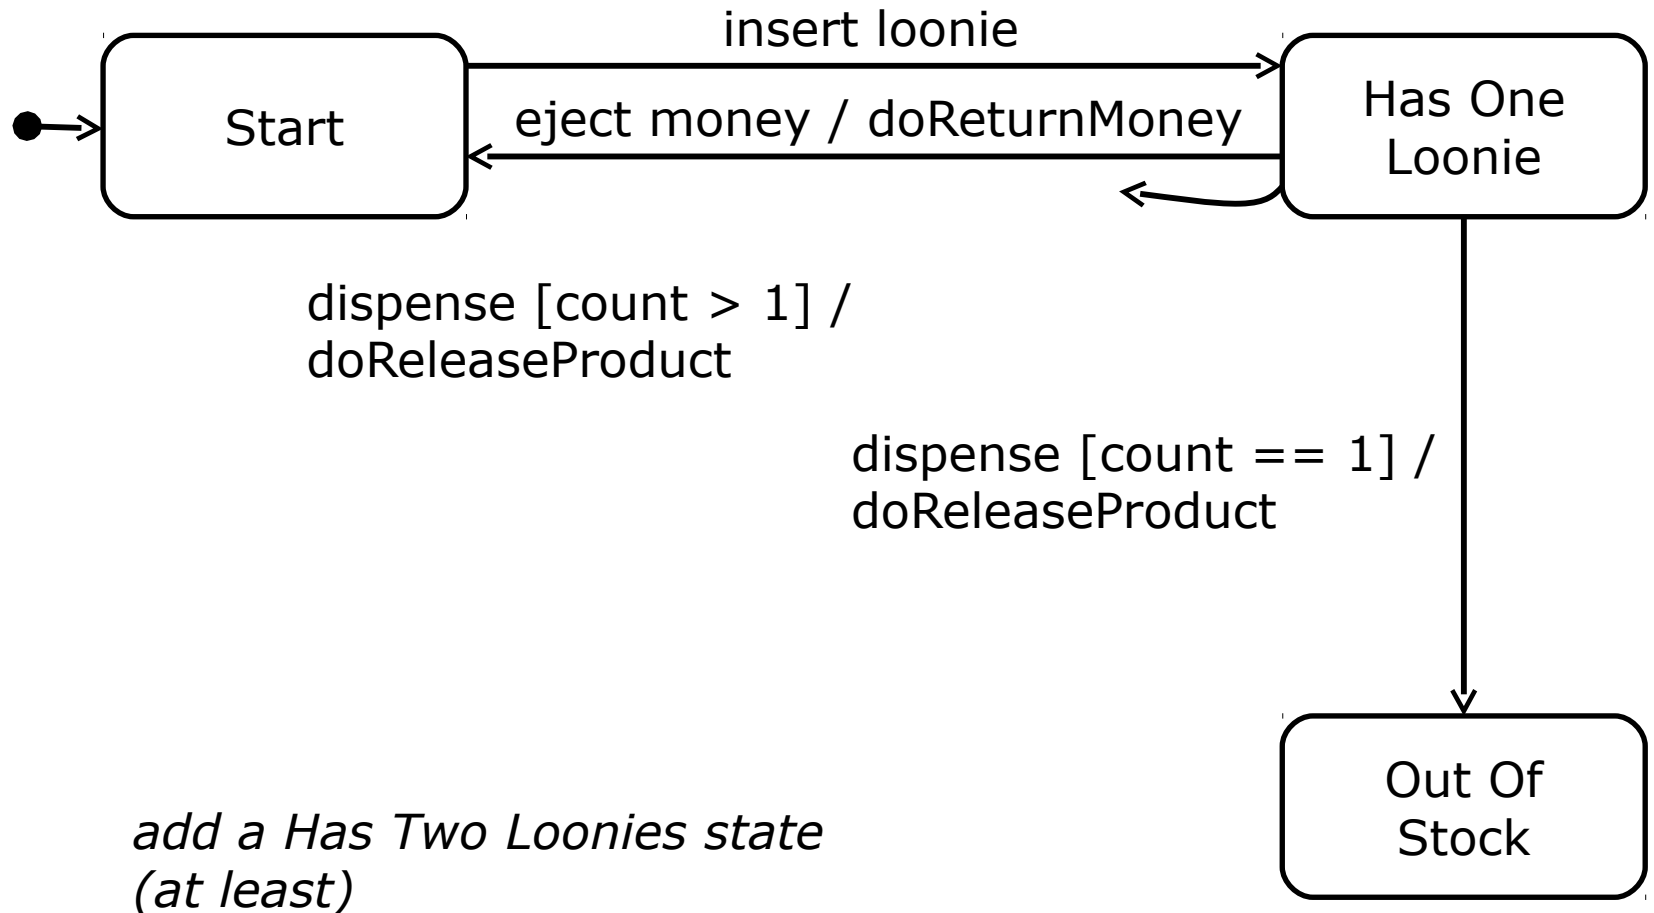 insert loonie
Start
eject money / doReturnMoney
Has One
Loonie
dispense [count > 1] /
doReleaseProduct
dispense [count == 1] /
doReleaseProduct
Out Of
Stock
add a Has Two Loonies state
(at least)